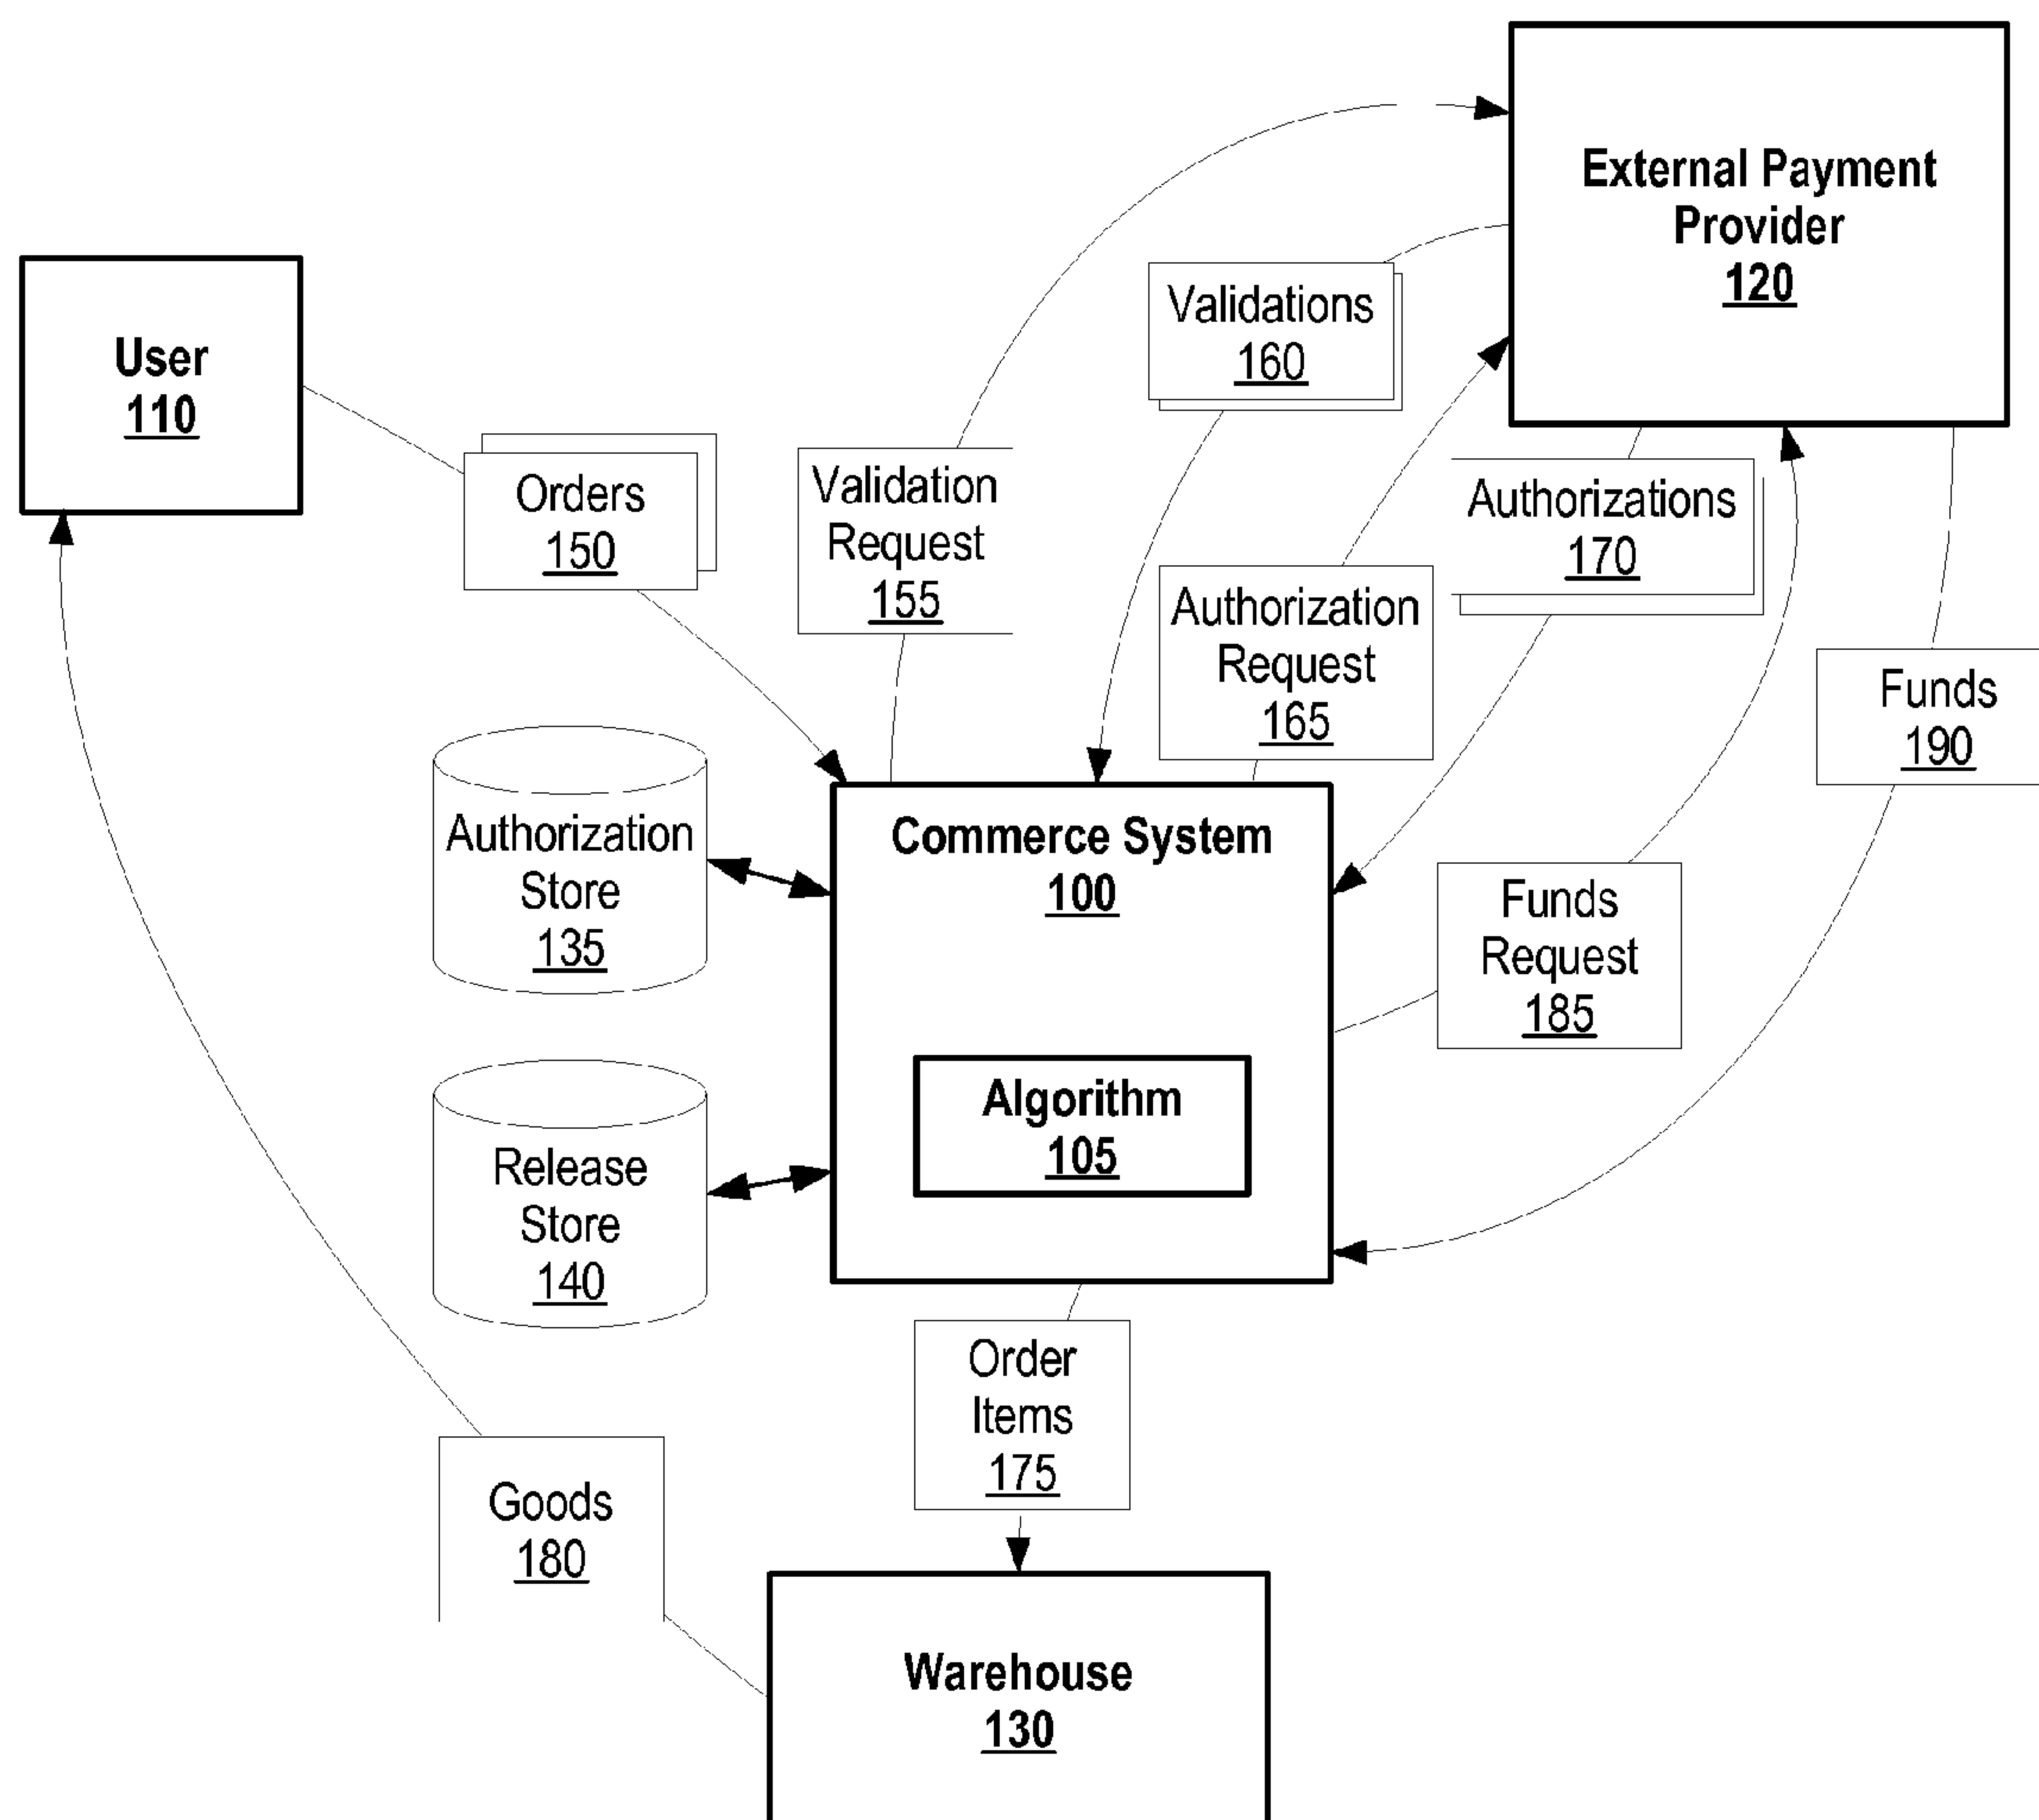 External Payment
Provider
120
User
110
Validations
160
Orders
150
Validation
Request
155
Authorizations
170
Authorization
Request
165
Funds
190
Authorization
Store
135
Commerce System
100
Funds
Request
185
Algorithm
105
Release
Store
140
Order
Items
175
Goods
180
Warehouse
130